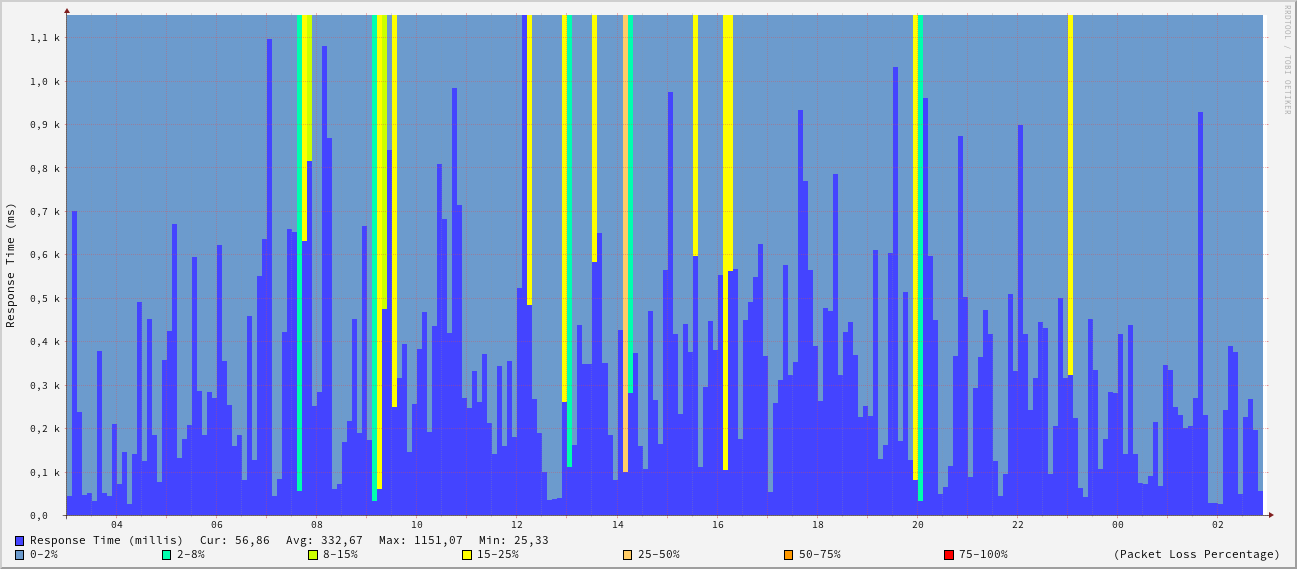 RRDTOOL / TOBI OETIKER
Response Time (ms)
1,1 k
1,0 k
0,9 k
0,8 k
0,7 k
0,6 k
0,5 k
0,4 k
0,3 k
0,2 k
0,1 k
0,0
04 06 08 10 12 14 16 18 20 22 00 02
Response Time (millis) Cur: 56,86 Avg: 332,67 Max: 1151,07 Min: 25,33
0-2% 2-8% 8-15% 15-25% 25-50% 50-75% 75-100% (Packet Loss Percentage)